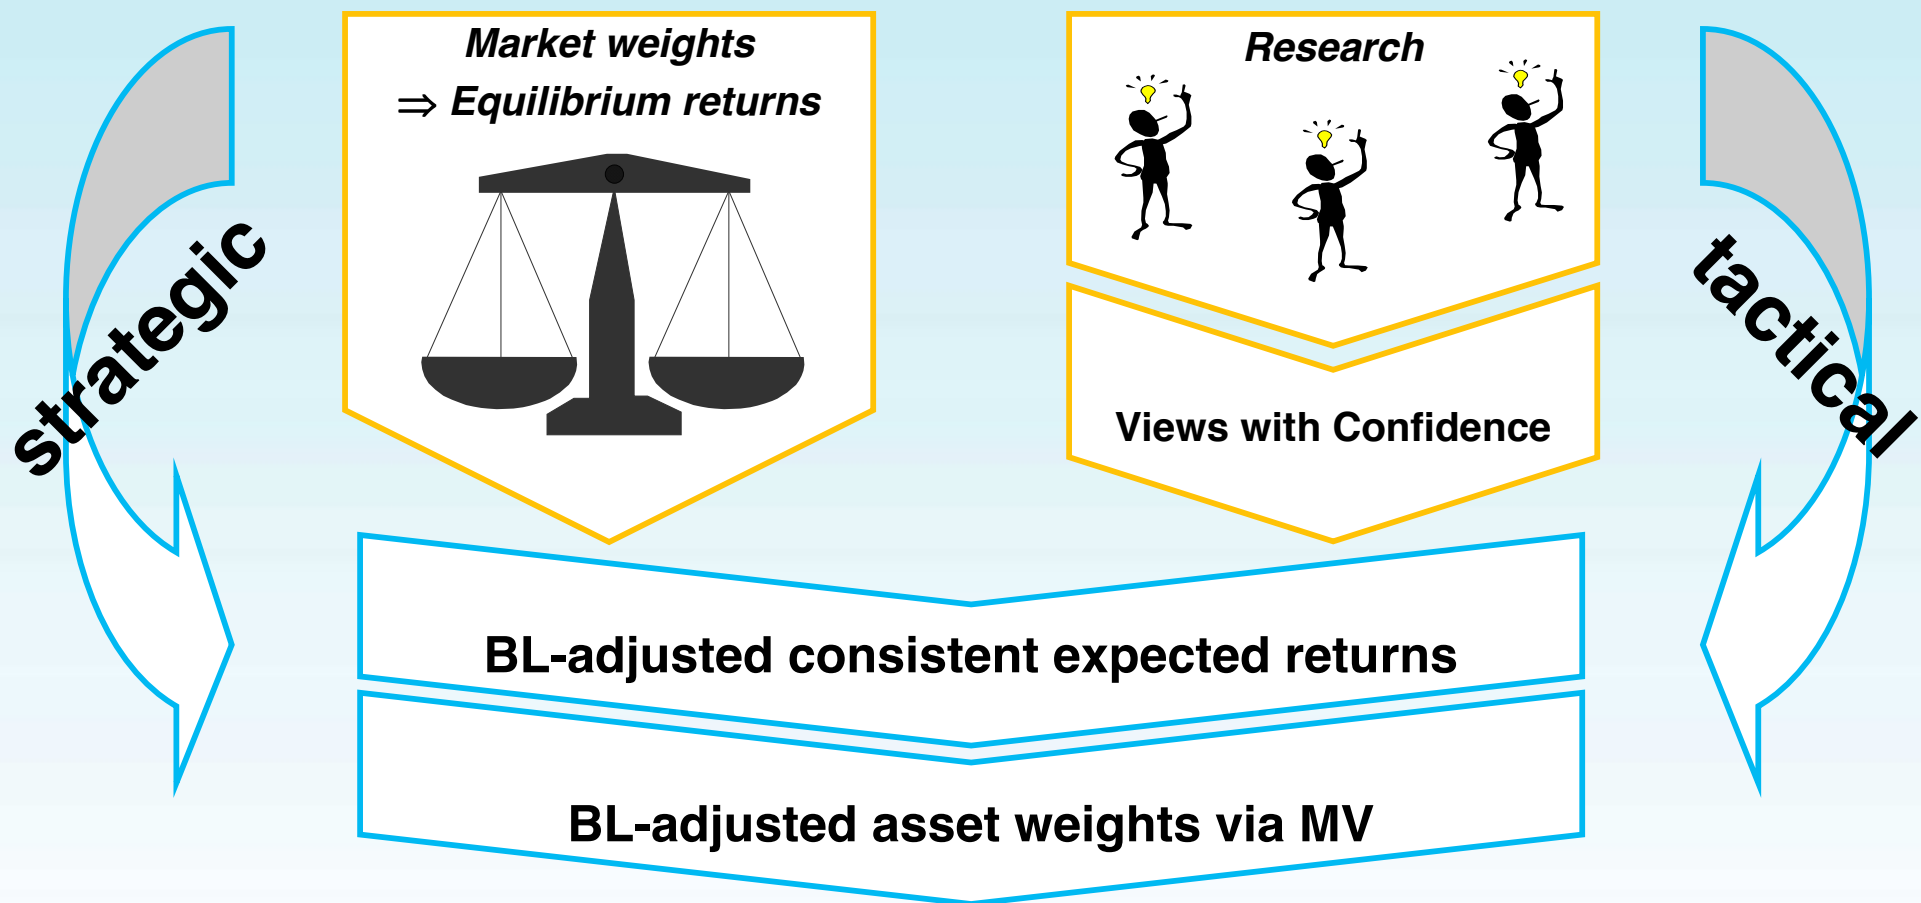 Market weights
⇒ Equilibrium returns
Research
strategic
tactical
Views with Confidence
BL-adjusted consistent expected returns
BL-adjusted asset weights via MV